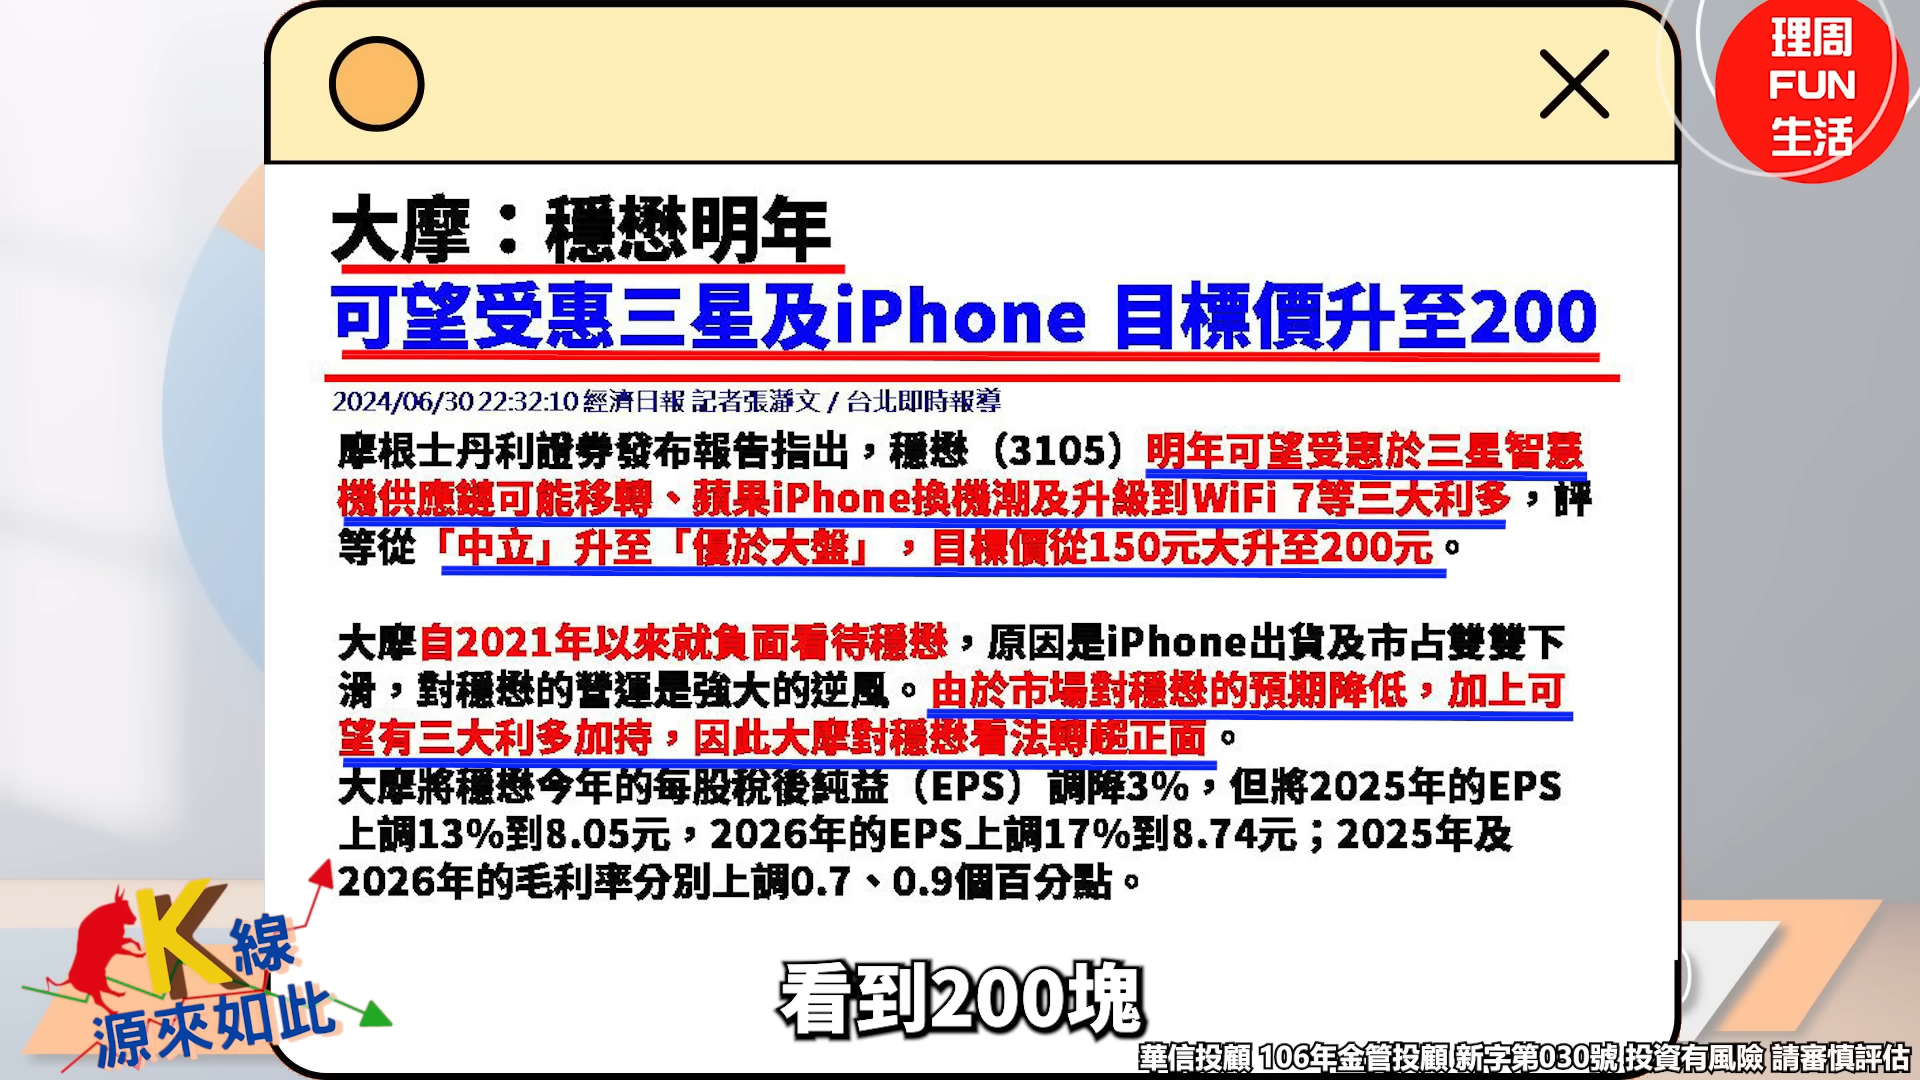 理周
FUN
生活
大摩：穩懋明年
可望受惠三星及iPhone 目標價升至200
2024/06/30 22:32:10 經濟日報 記者張瀞文 / 台北即時報導
摩根士丹利證券發布報告指出，穩懋（3105）明年可望受惠於三星智慧
機供應鏈可能移轉、蘋果iPhone換機潮及升級到WiFi 7等三大利多，評
等從「中立」升至「優於大盤」，目標價從150元大升至200元。
大摩自2021年以來就負面看待穩懋，原因是iPhone出貨及市占雙雙下
滑，對穩懋的營運是強大的逆風。由於市場對穩懋的預期降低，加上可
望有三大利多加持，因此大摩對穩懋看法轉趨正面。
大摩將穩懋今年的每股稅後純益（EPS）調降3%，但將2025年的EPS
上調13%到8.05元，2026年的EPS上調17%到8.74元；2025年及
2026年的毛利率分別上調0.7、0.9個百分點。
K線
源來如此
看到200塊
華信投顧 106年金管投顧 新字第030號 投資有風險 請審慎評估